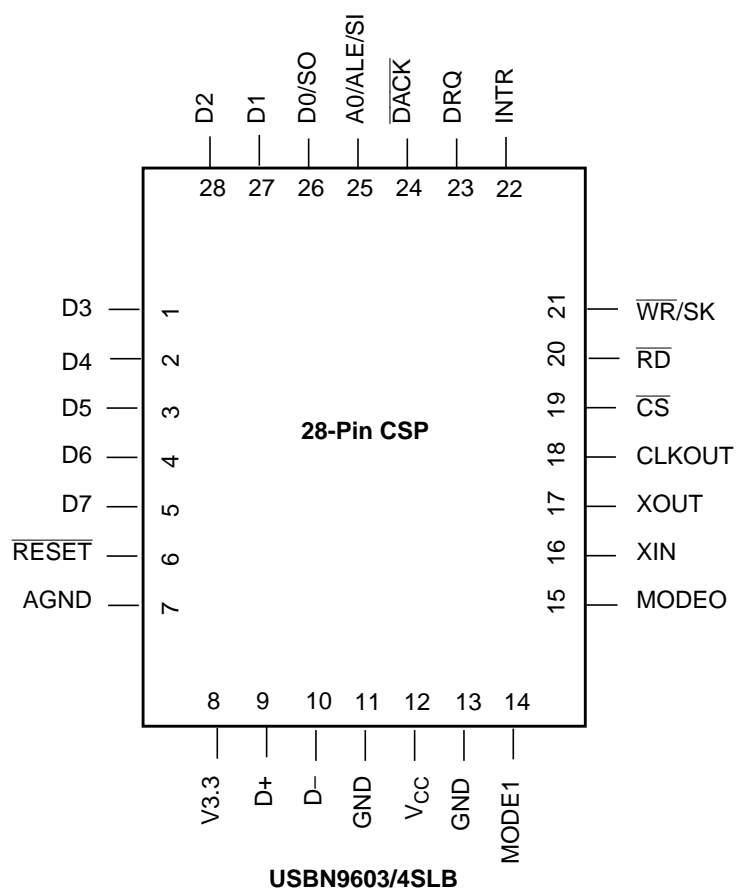 D2 D1 D0/SO A0/ALE/SI DACK DRQ INTR
28 27 26 25 24 23 22
D3 1 21 WR/SK
D4 2 20 RD
D5 3 19 CS
28-Pin CSP
D6 4 18 CLKOUT
D7 5 17 XOUT
RESET 6 16 XIN
AGND 7 15 MODEO
8 9 10 11 12 13 14
V3.3 D+ D– GND VCC GND MODE1
USBN9603/4SLB